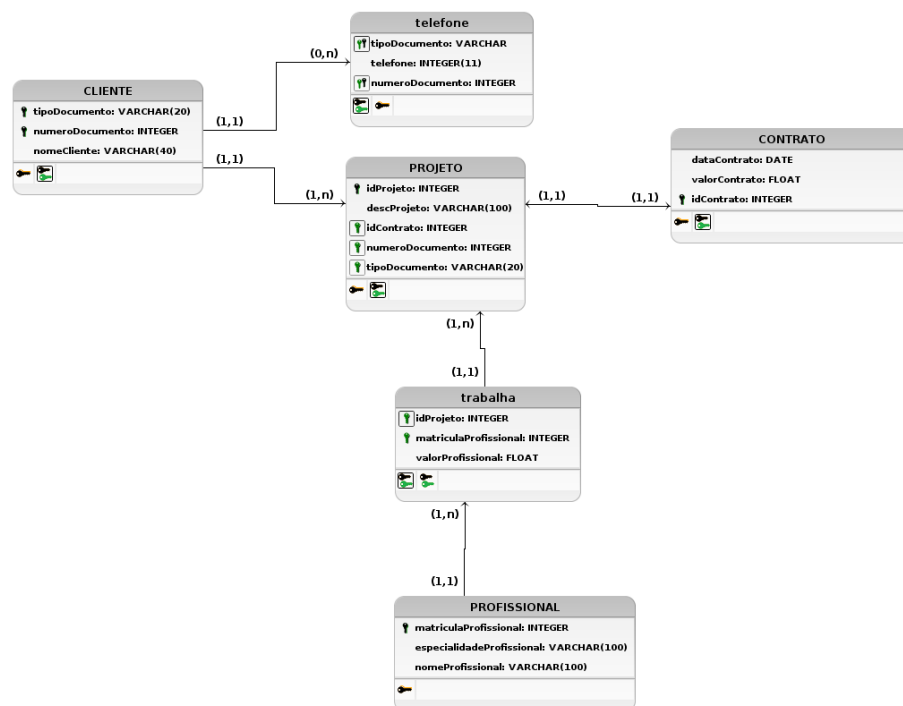 telefone
tipoDocumento: VARCHAR
telefone: INTEGER(11)
numeroDocumento: INTEGER
(0,n)
CLIENTE
tipoDocumento: VARCHAR(20)
numeroDocumento: INTEGER
nomeCliente: VARCHAR(40)
(1,1)
(1,1)
(1,n)
PROJETO
idProjeto: INTEGER
descProjeto: VARCHAR(100)
idContrato: INTEGER
numeroDocumento: INTEGER
tipoDocumento: VARCHAR(20)
(1,1)
(1,1)
CONTRATO
dataContrato: DATE
valorContrato: FLOAT
idContrato: INTEGER
(1,n)
(1,1)
trabalha
idProjeto: INTEGER
matriculaProfissional: INTEGER
valorProfissional: FLOAT
(1,n)
(1,1)
PROFISSIONAL
matriculaProfissional: INTEGER
especialidadeProfissional: VARCHAR(100)
nomeProfissional: VARCHAR(100)